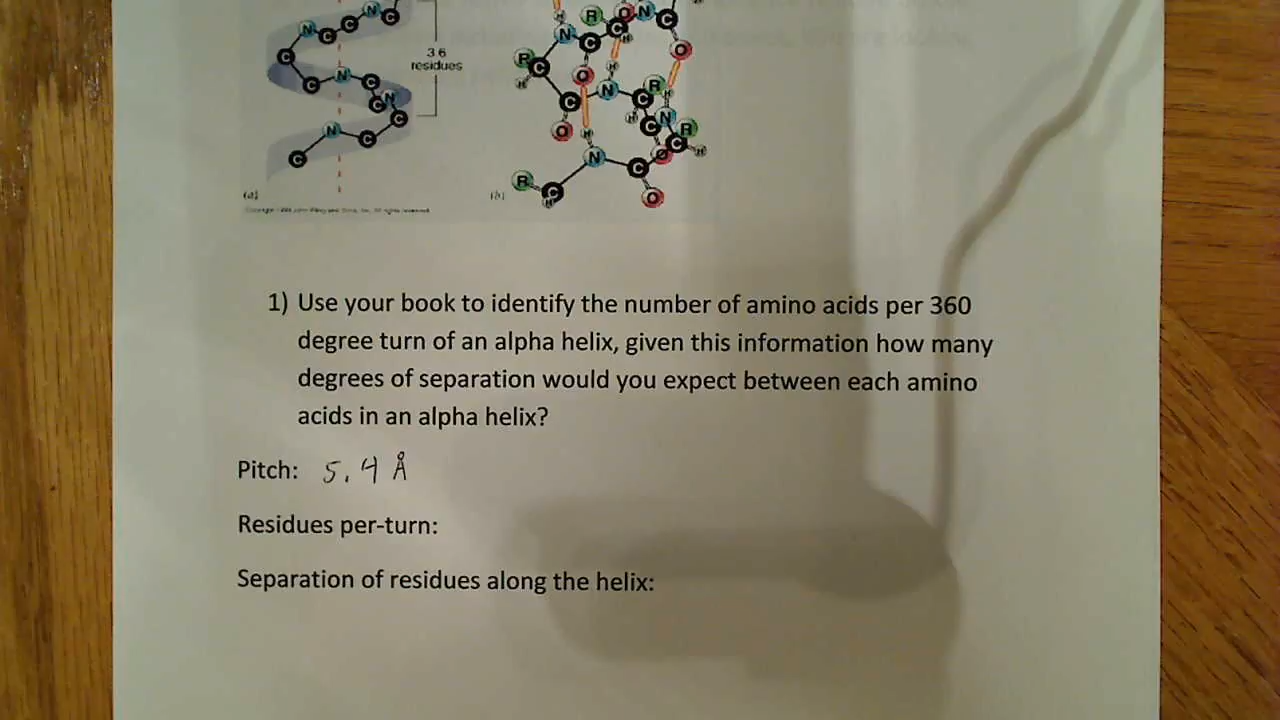 3.6
residues
(a)
(b)
1) Use your book to identify the number of amino acids per 360
degree turn of an alpha helix, given this information how many
degrees of separation would you expect between each amino
acids in an alpha helix?
Pitch: 5.4 Å
Residues per-turn:
Separation of residues along the helix: